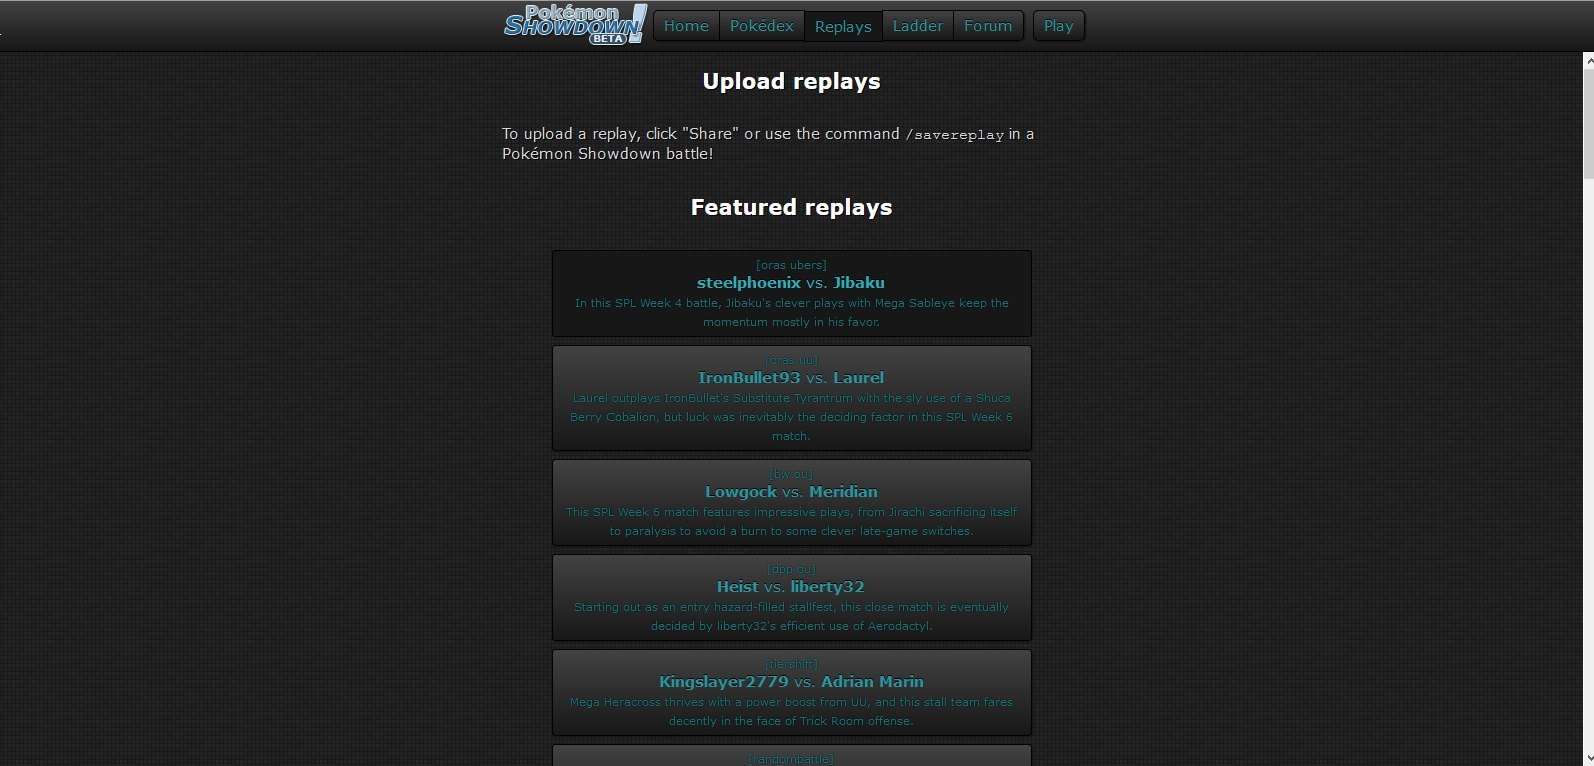 Pokémon
SHOWDOWN!
BETA
Home Pokédex Replays Ladder Forum Play
Upload replays
To upload a replay, click "Share" or use the command /savereplay in a
Pokémon Showdown battle!
Featured replays
[oras ubers]
steelphoenix vs. Jibaku
In this SPL Week 4 battle, Jibaku's clever plays with Mega Sableye keep the
momentum mostly in his favor.
[oras uu]
IronBullet93 vs. Laurel
Laurel outplays IronBullet's Substitute Tyrantrum with the sly use of a Shuca
Berry Cobalion, but luck was inevitably the deciding factor in this SPL Week 6
match.
[bw ou]
Lowgock vs. Meridian
This SPL Week 6 match features impressive plays, from Jirachi sacrificing itself
to paralysis to avoid a burn to some clever late-game switches.
[dpp ou]
Heist vs. liberty32
Starting out as an entry hazard-filled stallfest, this close match is eventually
decided by liberty32's efficient use of Aerodactyl.
[tiershift]
Kingslayer2779 vs. Adrian Marin
Mega Heracross thrives with a power boost from UU, and this stall team fares
decently in the face of Trick Room offense.
[randombattle]